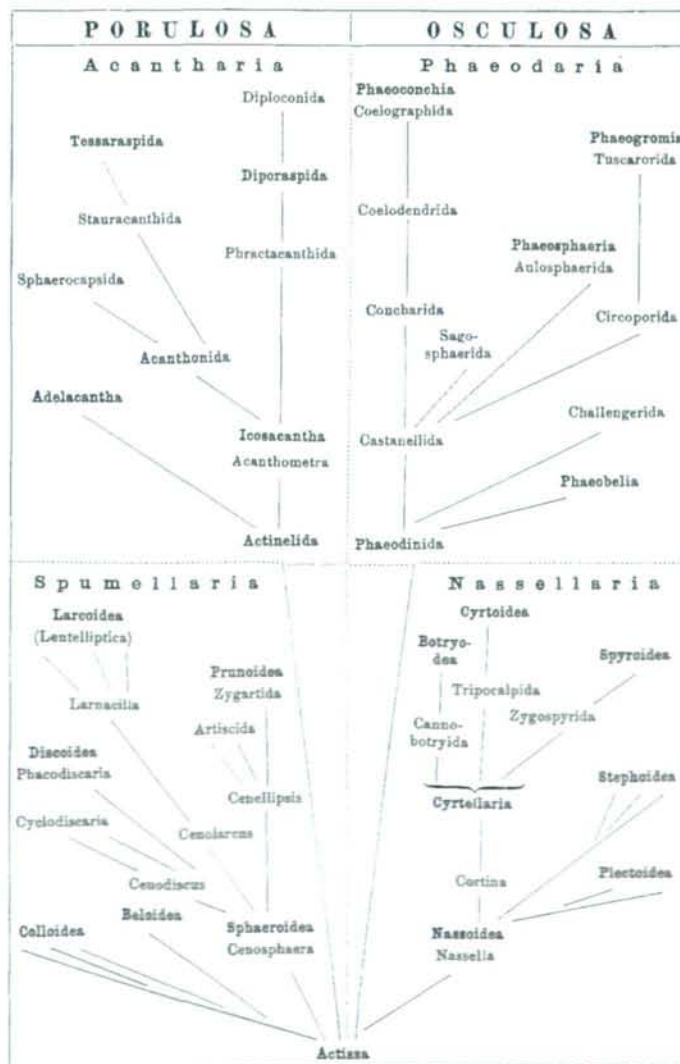 PORULOSA
OSCULOSA
Acantharia
Diploconida
Tessaraspida
Diporaspida
Stauracanthida
Phractacanthida
Sphaerocapsida
Acanthonida
Adelacantha
Icosacantha
Acanthometra
Actinelida
Phaeodaria
Phaeoconchia
Coelographida
Phaeogromia
Tuscarorida
Coelodendrida
Phaeosphaeria
Aulosphaerida
Concharida
Circoporida
Sago-
sphaerida
Castanellida
Challengerida
Phaeobelia
Phaeodinida
Spumellaria
Larcoidea
(Lentelliptica)
Prunoidea
Zygartida
Larnacilia
Artiscida
Discoidea
Phacodiscaria
Cenellipsis
Cyclodiscaria
Cenolarcus
Cenodiscus
Beloidea
Sphaeroidea
Cenosphaera
Colloidea
Nassellaria
Cyrtoidea
Botryo-
dea
Spyroidea
Tripocalpida
Zygospyrida
Canno-
botryida
Stephoidea
Cyrtellaria
Plectoidea
Cortina
Nassoidea
Nassella
Actissa